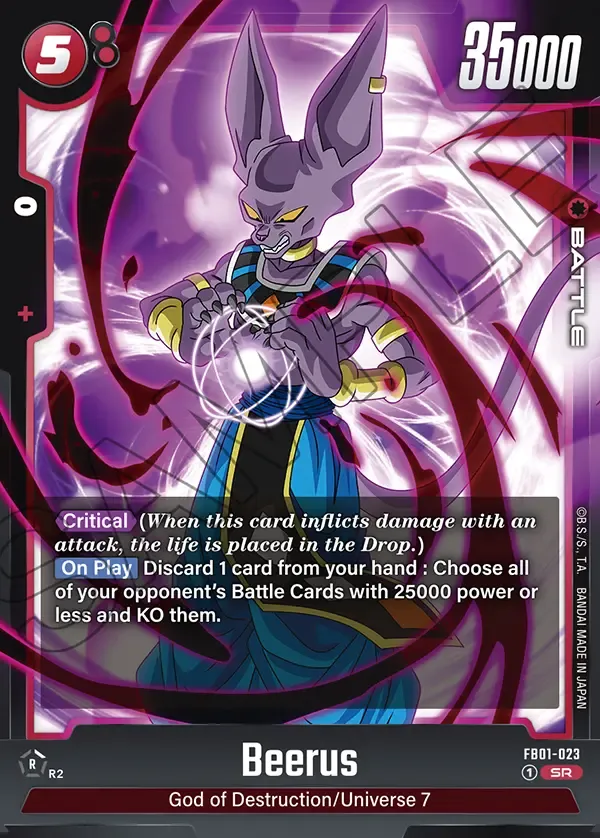 5
35000
0
+
BATTLE
SAMPLE
Critical (When this card inflicts damage with an
attack, the life is placed in the Drop.)
On Play Discard 1 card from your hand : Choose all
of your opponent's Battle Cards with 25000 power or
less and KO them.
©B.S./S., T.A. BANDAI MADE IN JAPAN
Beerus
FB01-023
R
R2
1 SR
God of Destruction/Universe 7